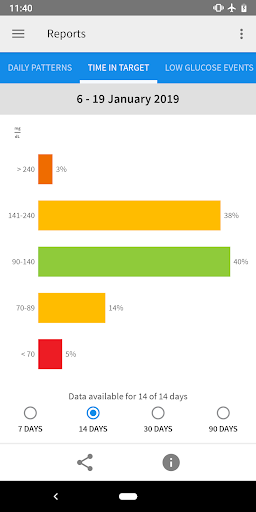 11:40
Reports
DAILY PATTERNS TIME IN TARGET LOW GLUCOSE EVENTS
6 - 19 January 2019
mg
dL
> 240 3%
141-240 38%
90-140 40%
70-89 14%
< 70 5%
Data available for 14 of 14 days
7 DAYS 14 DAYS 30 DAYS 90 DAYS